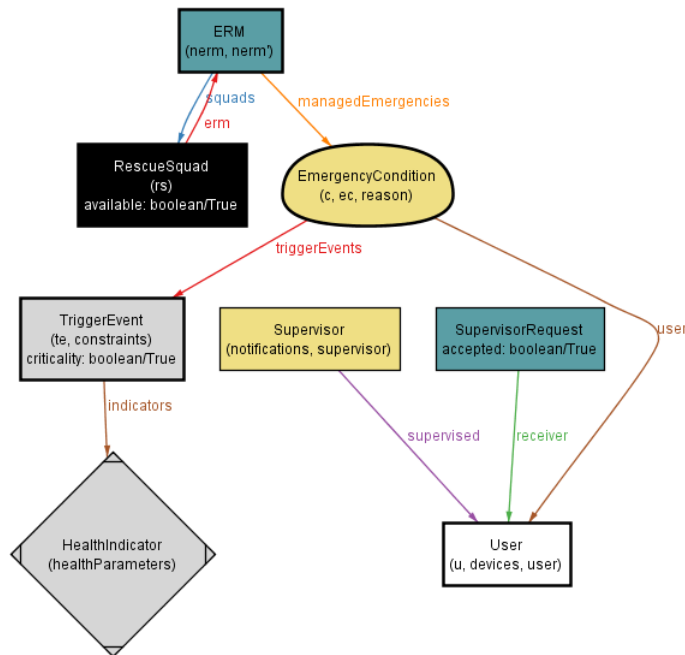 ERM
(nerm, nerm')
squads
managedEmergencies
erm
RescueSquad
(rs)
available: boolean/True
EmergencyCondition
(c, ec, reason)
triggerEvents
TriggerEvent
(te, constraints)
criticality: boolean/True
Supervisor
(notifications, supervisor)
SupervisorRequest
accepted: boolean/True
user
indicators
supervised
receiver
HealthIndicator
(healthParameters)
User
(u, devices, user)